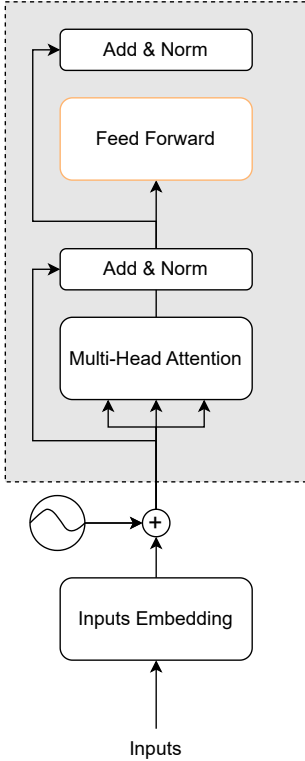 Add & Norm
Feed Forward
Add & Norm
Multi-Head Attention
+
Inputs Embedding
Inputs